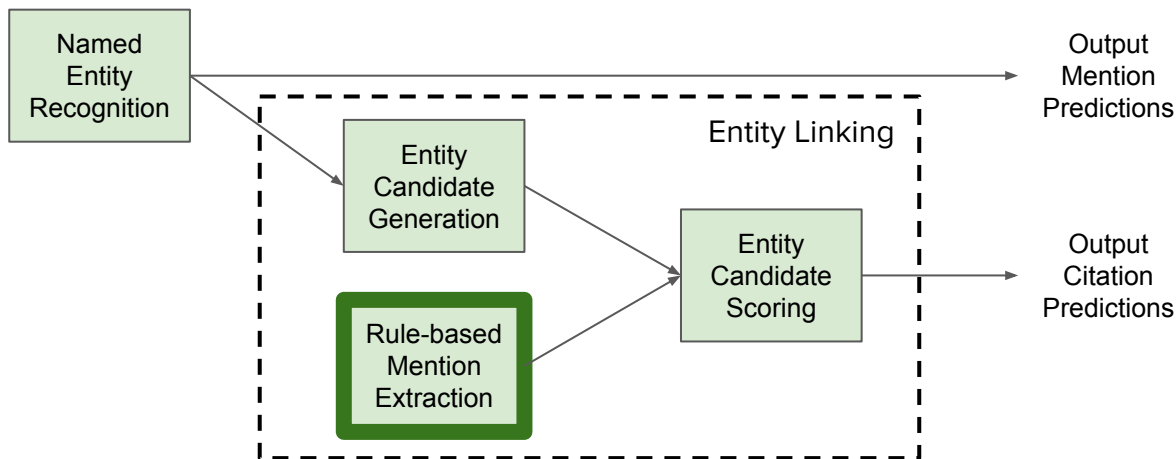 Named
Entity
Recognition
Output
Mention
Predictions
Entity Linking
Entity
Candidate
Generation
Entity
Candidate
Scoring
Output
Citation
Predictions
Rule-based
Mention
Extraction